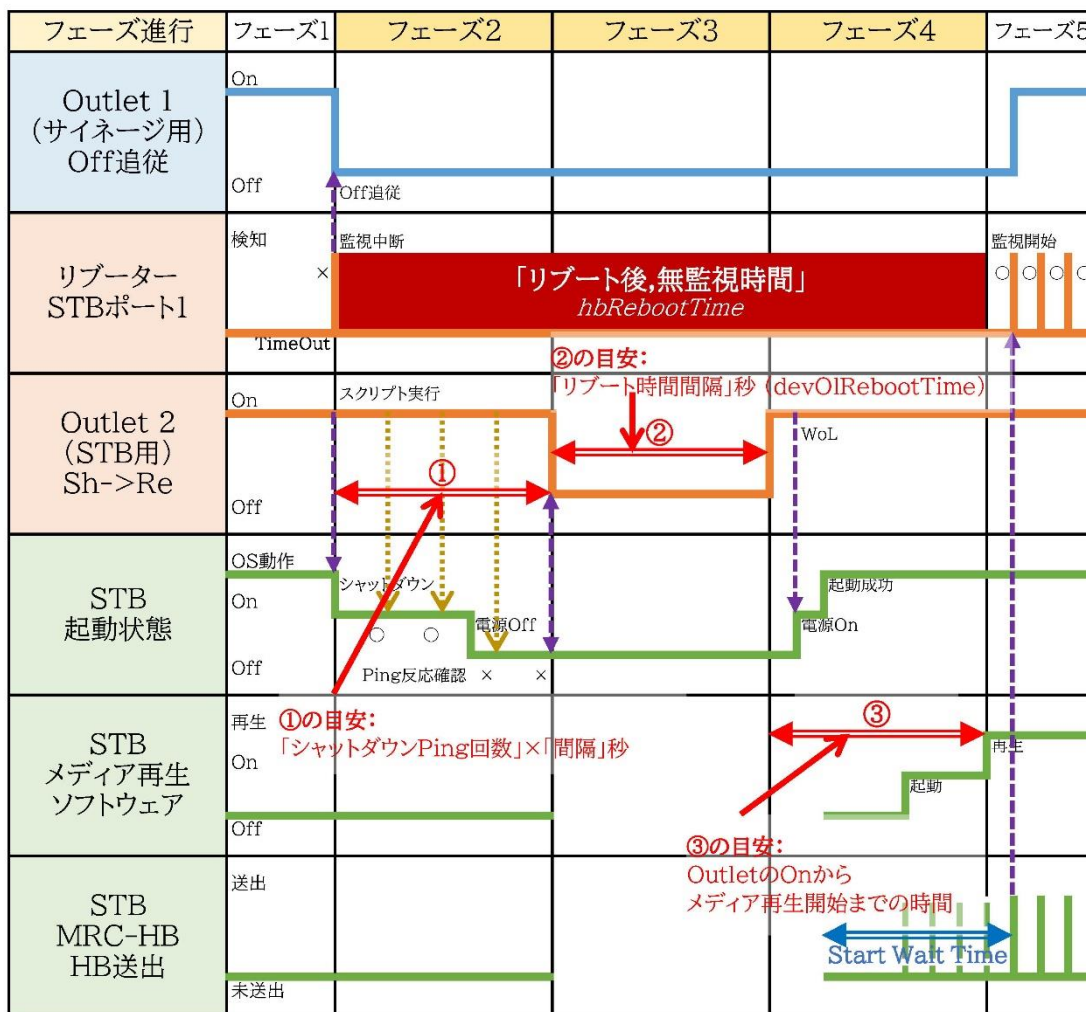 フェーズ進行
フェーズ1
フェーズ2
フェーズ3
フェーズ4
フェーズ5
Outlet 1
(サイネージ用)
Off追従
On
Off
Off追従
リブーター
STBポート1
検知
×
TimeOut
監視中断
「リブート後,無監視時間」
hbRebootTime
監視開始
○ ○ ○ ○
Outlet 2
(STB用)
Sh->Re
On
Off
スクリプト実行
①
②の目安:
「リブート時間間隔」秒 (devOlRebootTime)
②
WoL
STB
起動状態
OS動作
On
Off
シャットダウン
○ ○
電源Off
Ping反応確認 × ×
起動成功
電源On
STB
メディア再生
ソフトウェア
再生
On
Off
①の目安:
「シャットダウンPing回数」×「間隔」秒
③
再生
起動
③の目安:
OutletのOnから
メディア再生開始までの時間
STB
MRC-HB
HB送出
送出
未送出
Start Wait Time